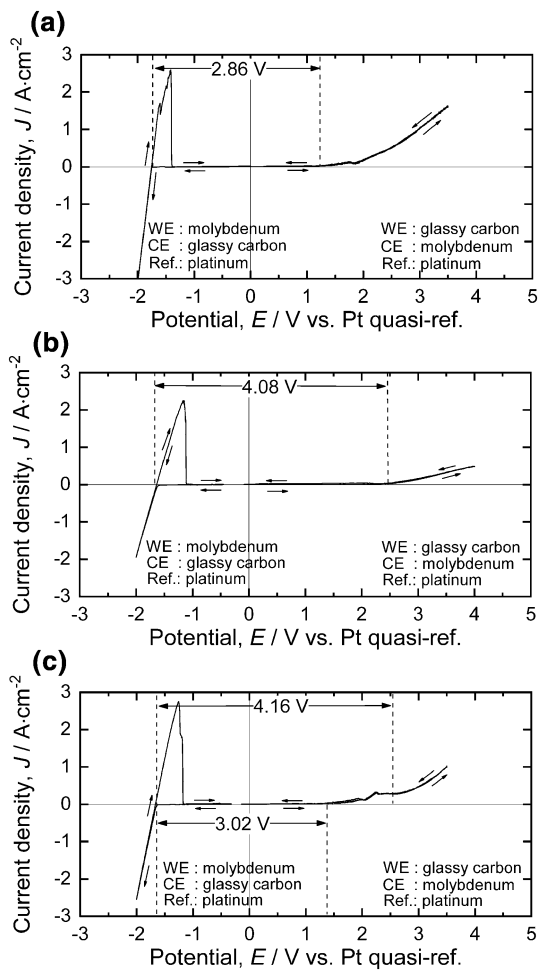 (a)
3
2.86 V
2
1
0
-1
WE : molybdenum
WE : glassy carbon
-2
CE : glassy carbon
CE : molybdenum
Ref.: platinum
Ref.: platinum
-3
-3 -2 -1 0 1 2 3 4 5
Current density, J / A·cm-2
Potential, E / V vs. Pt quasi-ref.
(b)
3
4.08 V
2
1
0
-1
WE : molybdenum
WE : glassy carbon
-2
CE : glassy carbon
CE : molybdenum
Ref.: platinum
Ref.: platinum
-3
-3 -2 -1 0 1 2 3 4 5
Current density, J / A·cm-2
Potential, E / V vs. Pt quasi-ref.
(c)
3
4.16 V
2
1
0
3.02 V
-1
WE : molybdenum
WE : glassy carbon
-2
CE : glassy carbon
CE : molybdenum
Ref.: platinum
Ref.: platinum
-3
-3 -2 -1 0 1 2 3 4 5
Current density, J / A·cm-2
Potential, E / V vs. Pt quasi-ref.